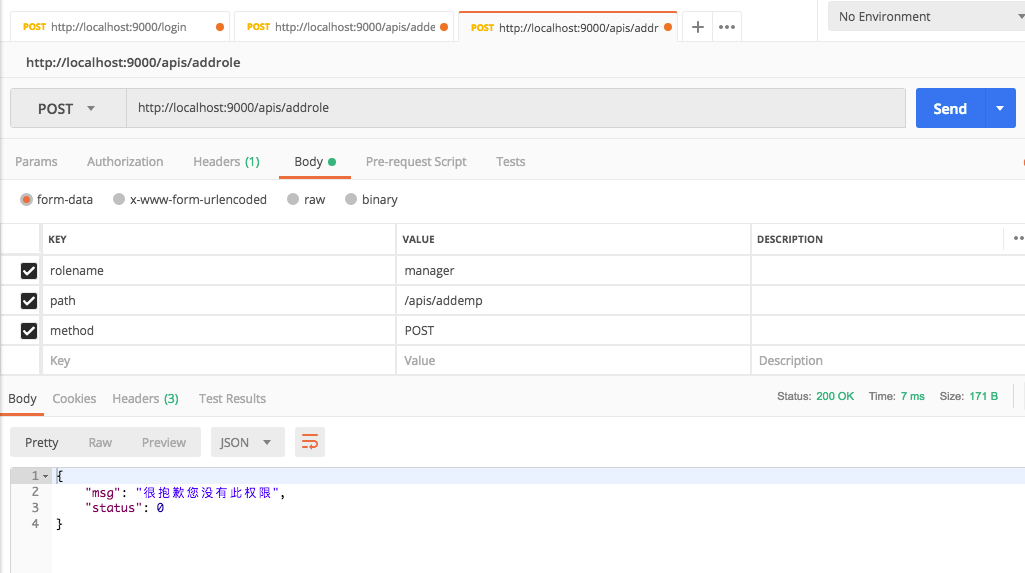 POST http://localhost:9000/login POST http://localhost:9000/apis/adde POST http://localhost:9000/apis/addr + ••• No Environment
http://localhost:9000/apis/addrole
POST http://localhost:9000/apis/addrole Send
Params Authorization Headers (1) Body Pre-request Script Tests
form-data x-www-form-urlencoded raw binary
KEY VALUE DESCRIPTION
rolename manager
path /apis/addemp
method POST
Key Value Description
Body Cookies Headers (3) Test Results Status: 200 OK Time: 7 ms Size: 171 B
Pretty Raw Preview JSON
1 {
2 "msg": "很抱歉您没有此权限",
3 "status": 0
4 }